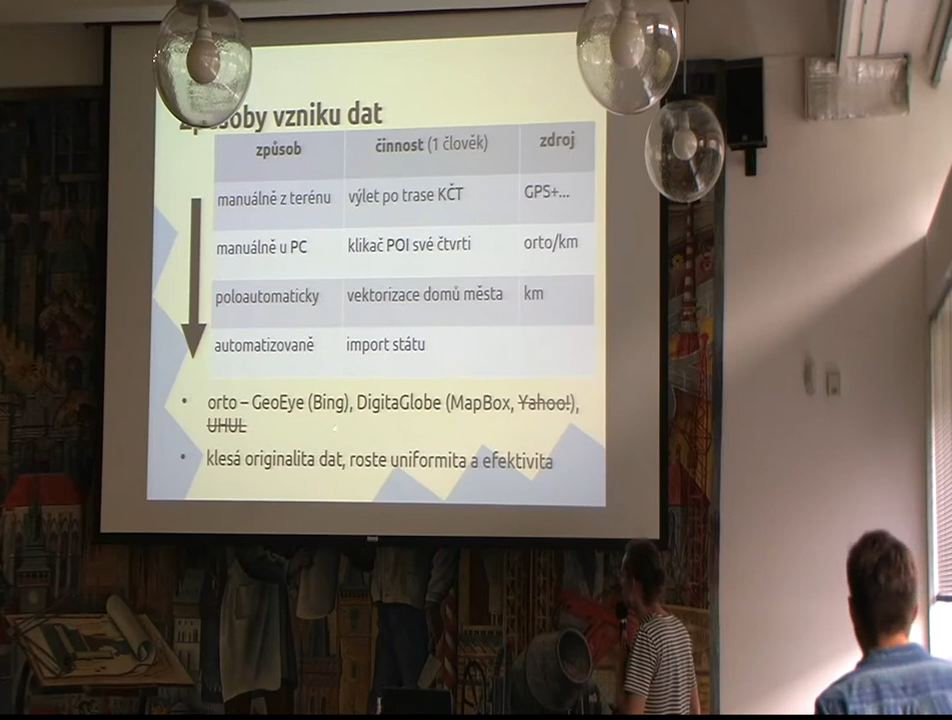 Způsoby vzniku dat
způsob činnost (1 člověk) zdroj
manuálně z terénu výlet po trase KČT GPS+...
manuálně u PC klikač POI své čtvrti orto/km
poloautomaticky vektorizace domů města km
automatizovaně import státu
• orto – GeoEye (Bing), DigitaGlobe (MapBox, Yahoo!),
UHUL
• klesá originalita dat, roste uniformita a efektivita